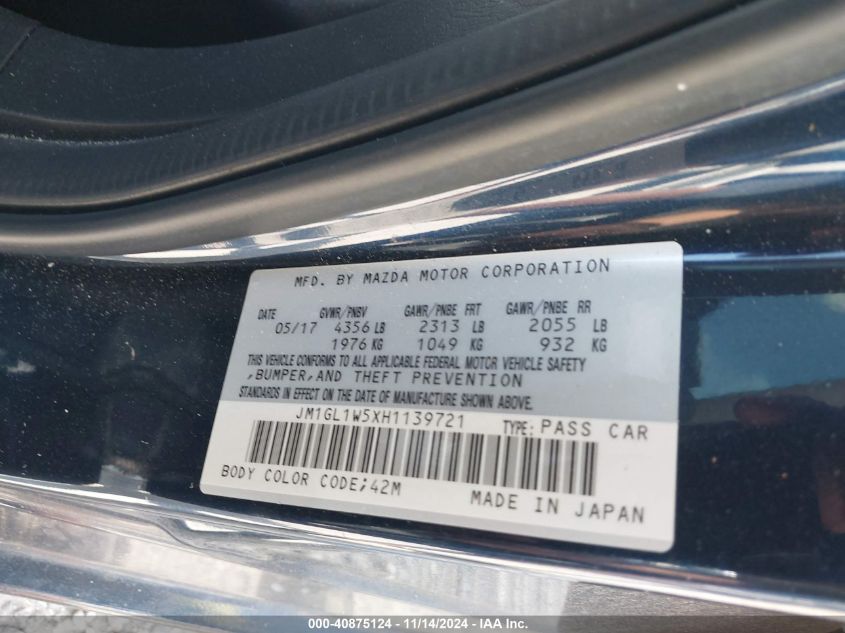 MFD. BY MAZDA MOTOR CORPORATION
DATE GVWR/PNBV GAWR/PNBE FRT GAWR/PNBE RR
05/17 4356 LB 2313 LB 2055 LB
1976 KG 1049 KG 932 KG
THIS VEHICLE CONFORMS TO ALL APPLICABLE FEDERAL MOTOR VEHICLE SAFETY
,BUMPER,AND THEFT PREVENTION
STANDARDS IN EFFECT ON THE DATE OF MANUFACTURE SHOWN ABOVE.
JM1GL1W5XH1139721 TYPE: PASS CAR
BODY COLOR CODE;42M MADE IN JAPAN
000-40875124 - 11/14/2024 - IAA Inc.